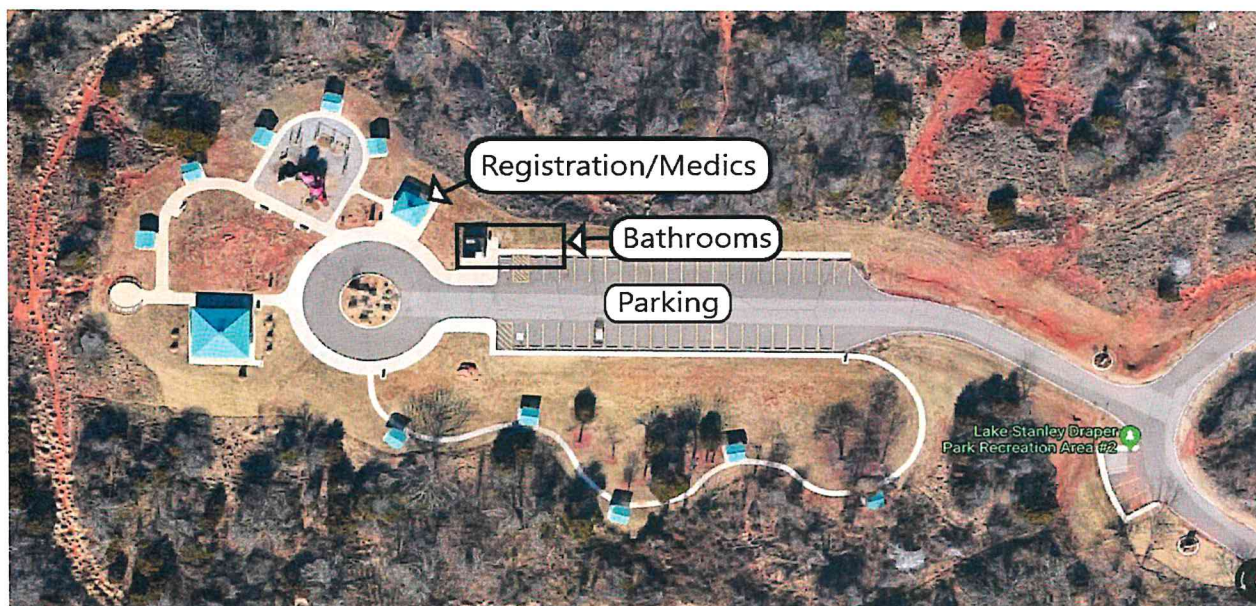 Registration/Medics
Bathrooms
Parking
Lake Stanley Draper
Park Recreation Area #2